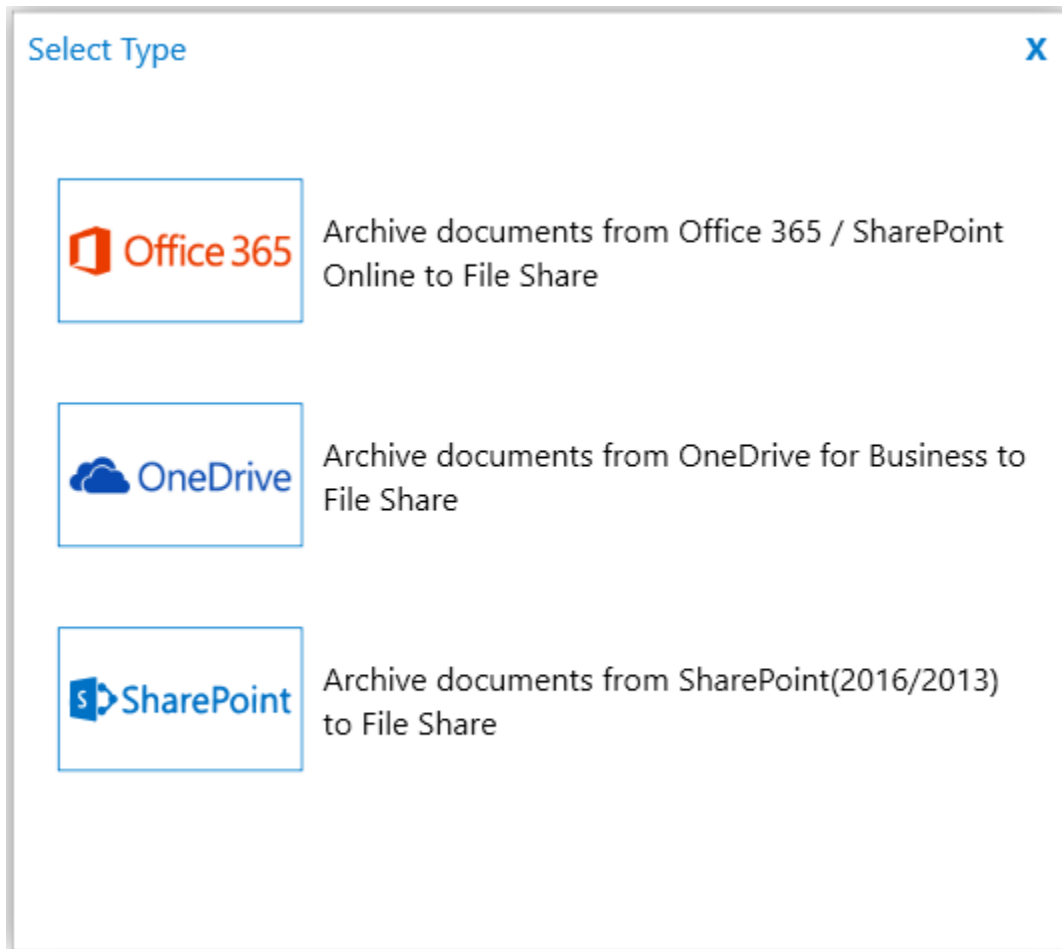 Select Type
X
Office 365
Archive documents from Office 365 / SharePoint
Online to File Share
OneDrive
Archive documents from OneDrive for Business to
File Share
S
SharePoint
Archive documents from SharePoint(2016/2013)
to File Share